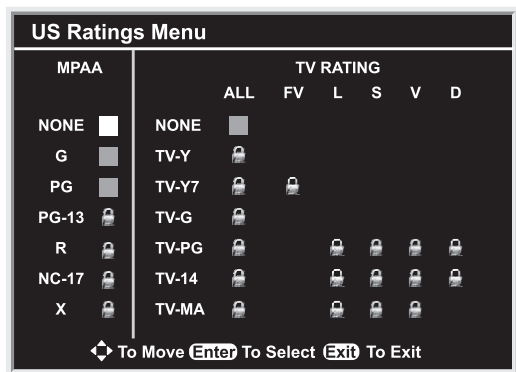 US Ratings Menu
MPAA
TV RATING
ALL FV L S V D
NONE NONE
G TV-Y
PG TV-Y7
PG-13 TV-G
R TV-PG
NC-17 TV-14
X TV-MA
To Move Enter To Select Exit To Exit